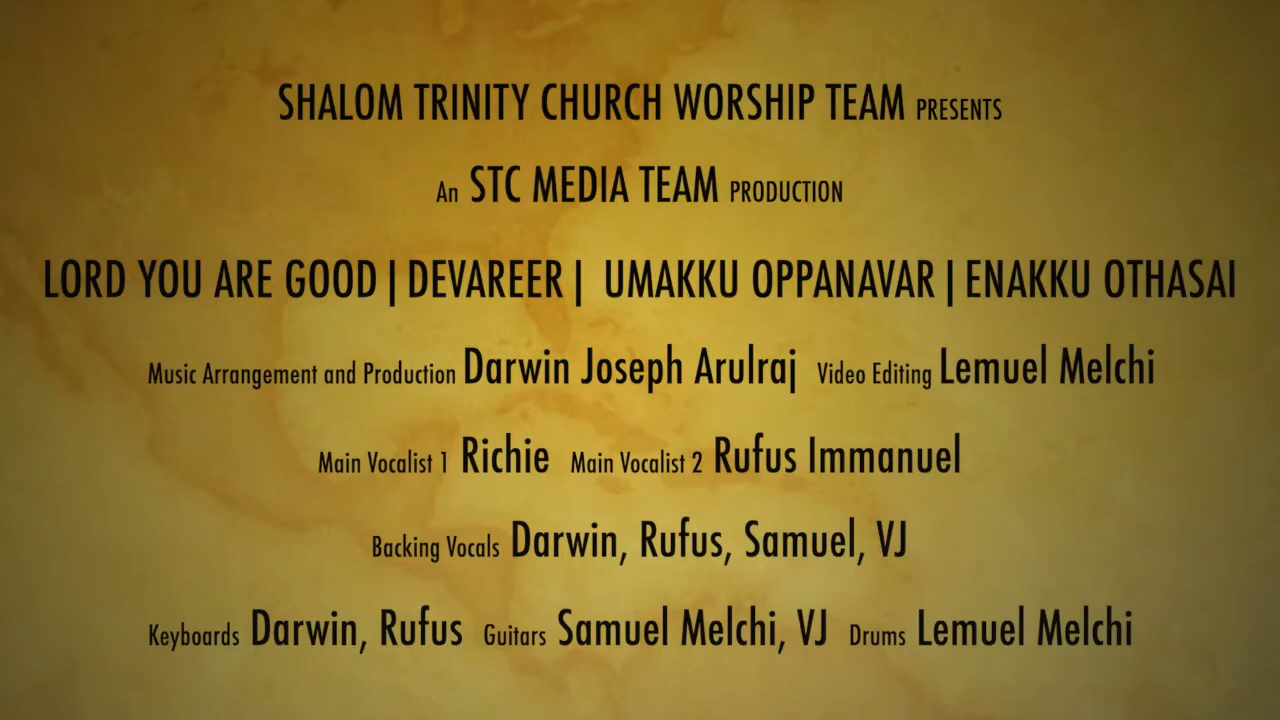 SHALOM TRINITY CHURCH WORSHIP TEAM PRESENTS
An STC MEDIA TEAM PRODUCTION
LORD YOU ARE GOOD | DEVAREER | UMAKKU OPPANAVAR | ENAKKU OTHASAI
Music Arrangement and Production Darwin Joseph Arulraj Video Editing Lemuel Melchi
Main Vocalist 1 Richie Main Vocalist 2 Rufus Immanuel
Backing Vocals Darwin, Rufus, Samuel, VJ
Keyboards Darwin, Rufus Guitars Samuel Melchi, VJ Drums Lemuel Melchi